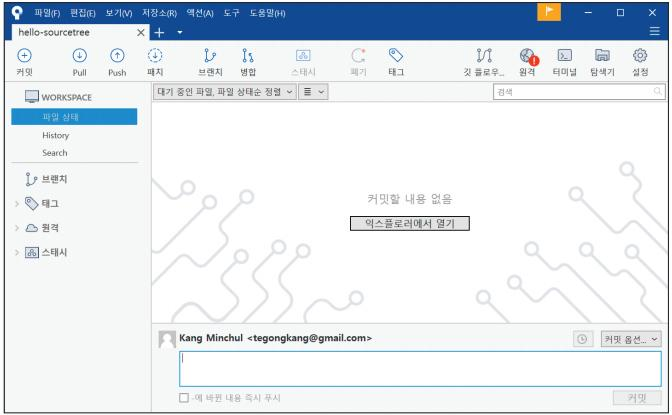 파일(F) 편집(E) 보기(V) 저장소(R) 액션(A) 도구 도움말(H)
hello-sourcetree
커밋 Pull Push 패치 브랜치 병합 스태시 폐기 태그 깃 플로우... 원격 터미널 탐색기 설정
WORKSPACE
파일 상태
History
Search
브랜치
태그
원격
스태시
대기 중인 파일, 파일 상태순 정렬
검색
커밋할 내용 없음
익스플로러에서 열기
Kang Minchul <tegongkang@gmail.com>
커밋 옵션...
-에 바뀐 내용 즉시 푸시
커밋